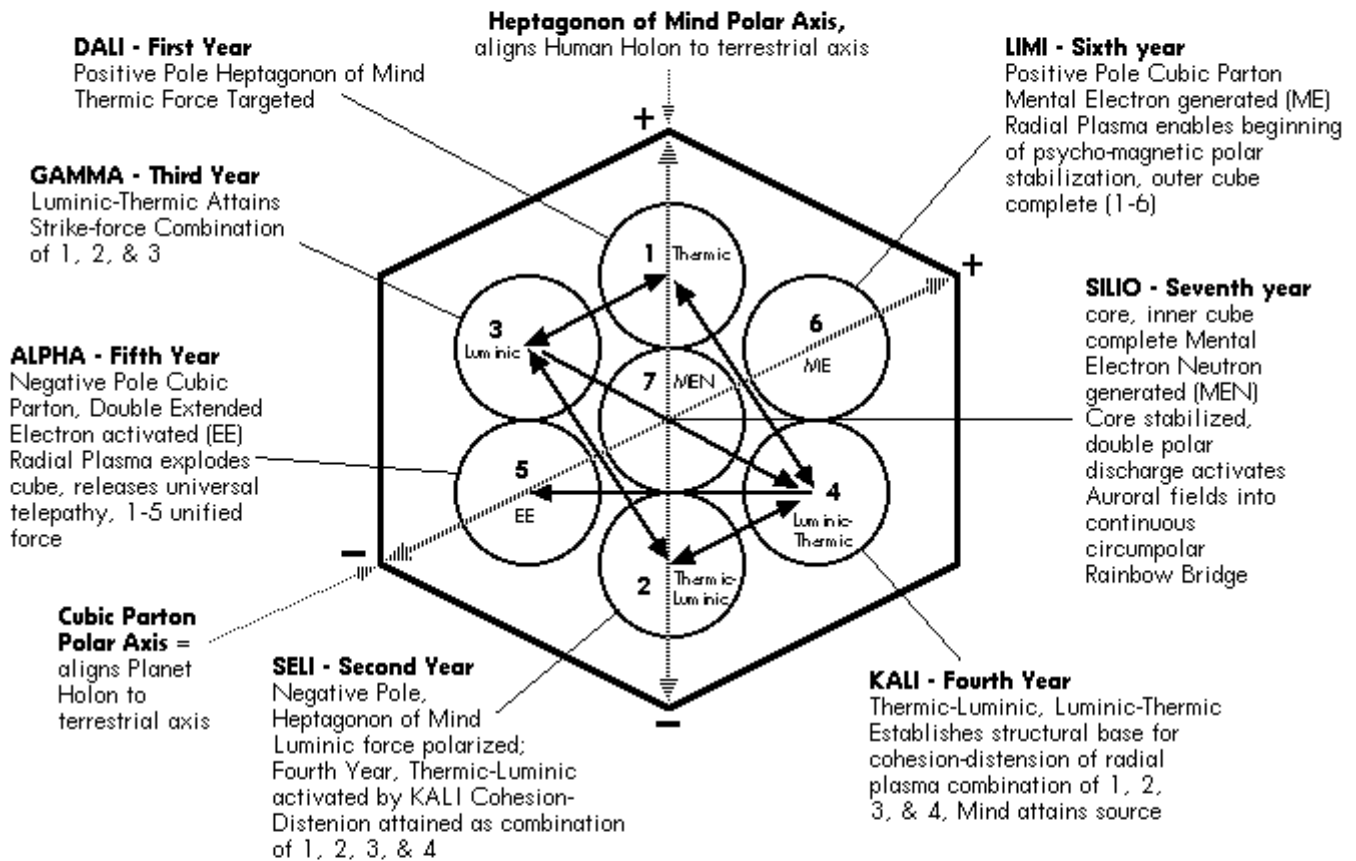 Heptagonon of Mind Polar Axis,
aligns Human Holon to terrestrial axis
DALI - First Year
Positive Pole Heptagonon of Mind
Thermic Force Targeted
LIMI - Sixth year
Positive Pole Cubic Parton
Mental Electron generated (ME)
Radial Plasma enables beginning
of psycho-magnetic polar
stabilization, outer cube
complete (1-6)
GAMMA - Third Year
Luminic-Thermic Attains
Strike-force Combination
of 1, 2, & 3
ALPHA - Fifth Year
Negative Pole Cubic
Parton, Double Extended
Electron activated (EE)
Radial Plasma explodes
cube, releases universal
telepathy, 1-5 unified
force
+
+
1 Thermic
3
Luminic
6
ME
7 MEN
5
EE
4
Luminic-
Thermic
2 Thermic-
Luminic
−
−
SILIO - Seventh year
core, inner cube
complete Mental
Electron Neutron
generated (MEN)
Core stabilized,
double polar
discharge activates
Auroral fields into
continuous
circumpolar
Rainbow Bridge
Cubic Parton
Polar Axis =
aligns Planet
Holon to
terrestrial axis
SELI - Second Year
Negative Pole,
Heptagonon of Mind
Luminic force polarized;
Fourth Year, Thermic-Luminic
activated by KALI Cohesion-
Distenion attained as combination
of 1, 2, 3, & 4
KALI - Fourth Year
Thermic-Luminic, Luminic-Thermic
Establishes structural base for
cohesion-distension of radial
plasma combination of 1, 2,
3, & 4, Mind attains source